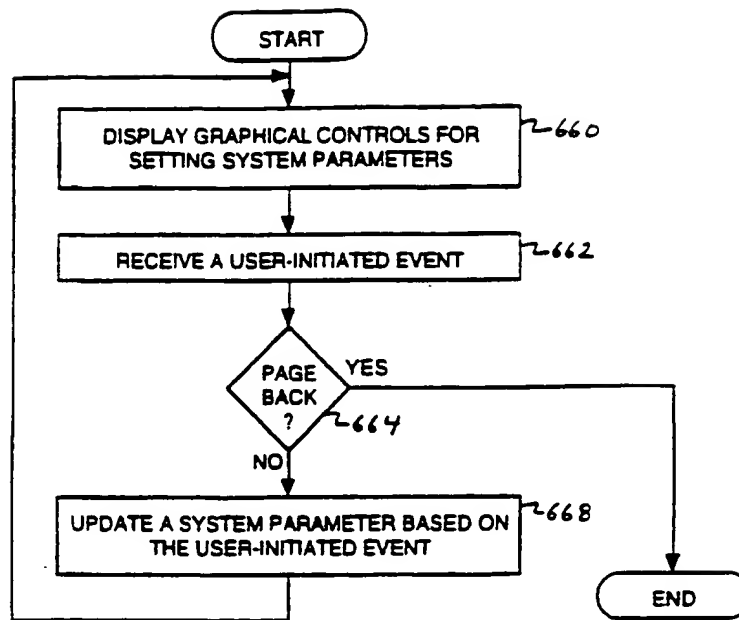 START
DISPLAY GRAPHICAL CONTROLS FOR
SETTING SYSTEM PARAMETERS
660
RECEIVE A USER-INITIATED EVENT
662
PAGE
BACK
?
YES
664
NO
UPDATE A SYSTEM PARAMETER BASED ON
THE USER-INITIATED EVENT
668
END